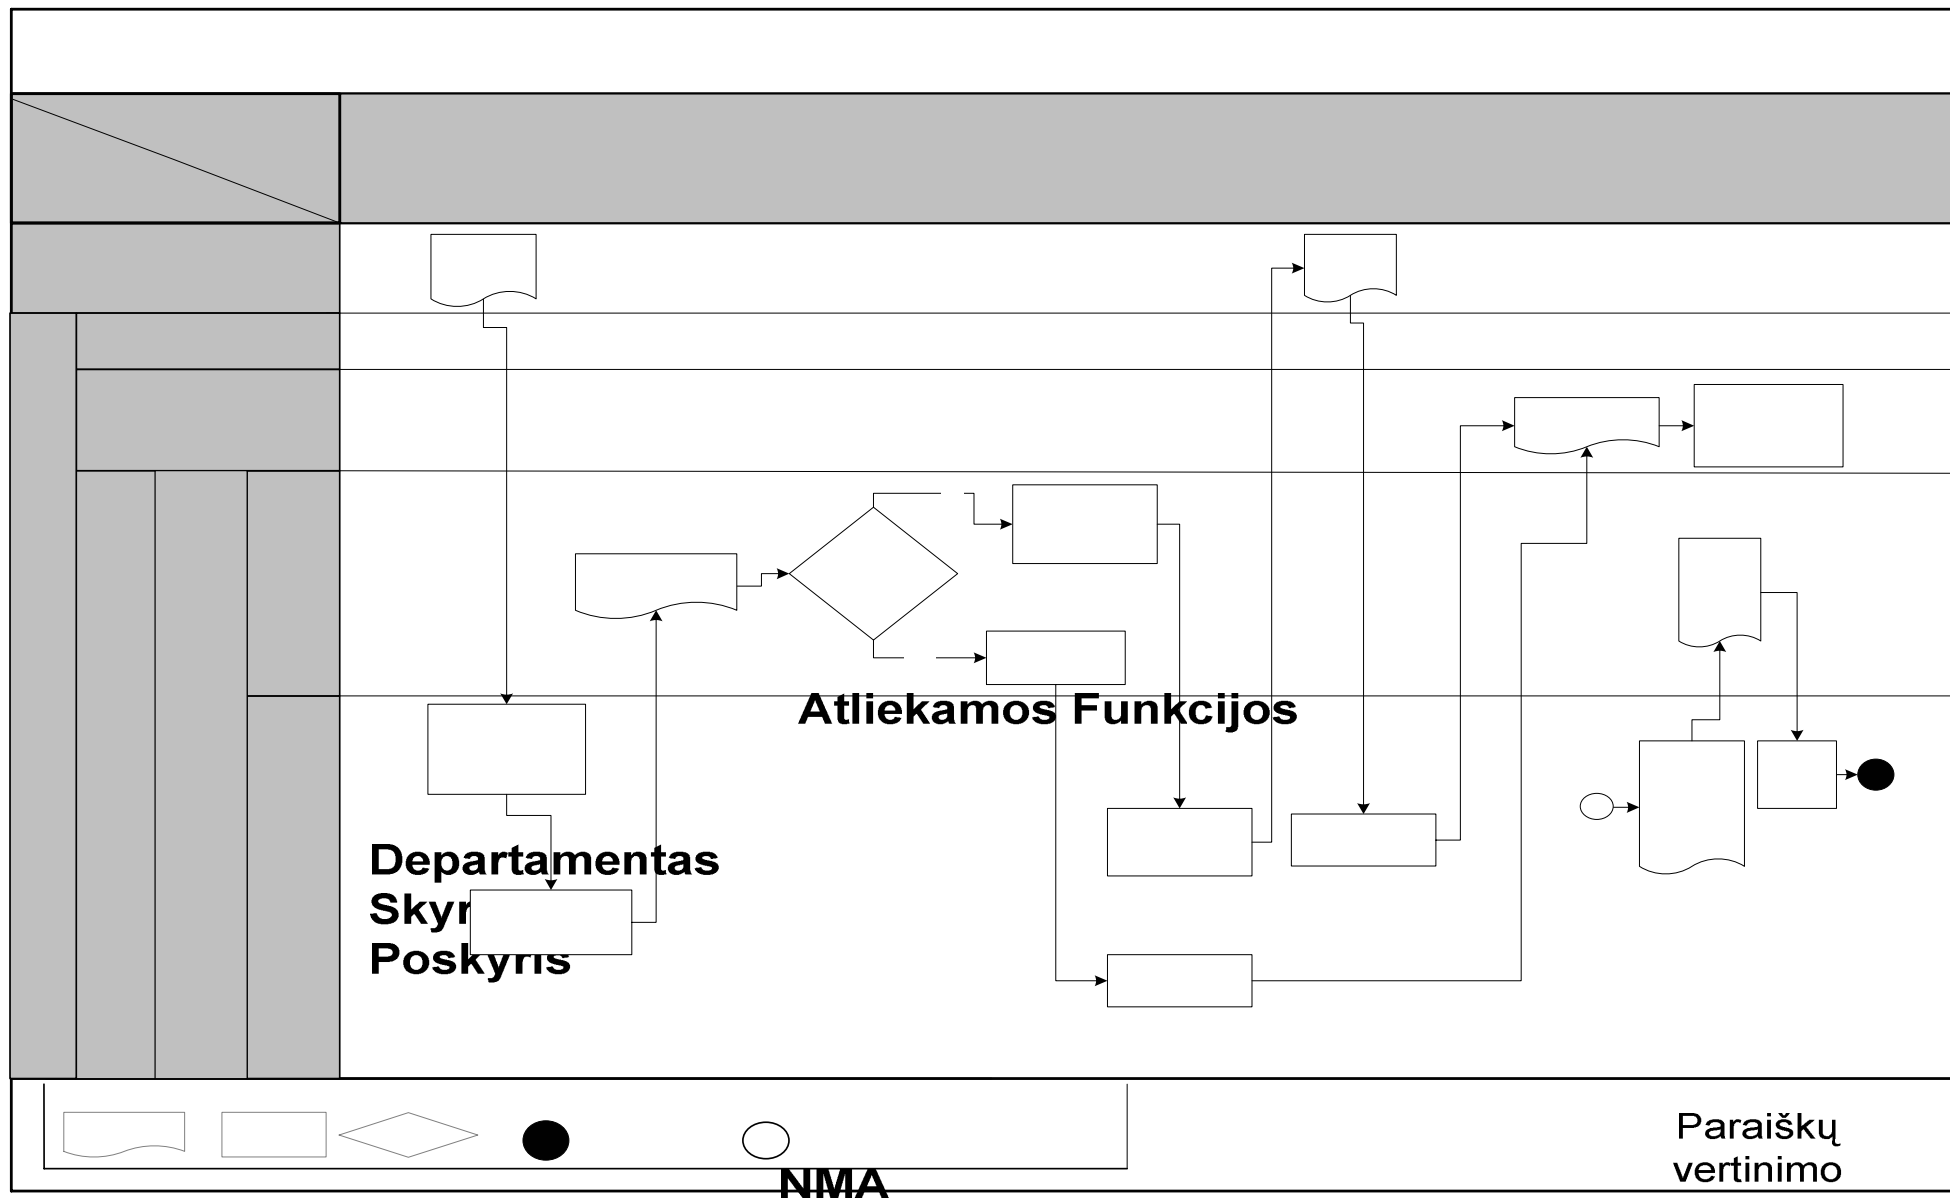 Atliekamos Funkcijos
Departamentas
Skyr
Poskyris
Paraiškų
vertinimo
NMA